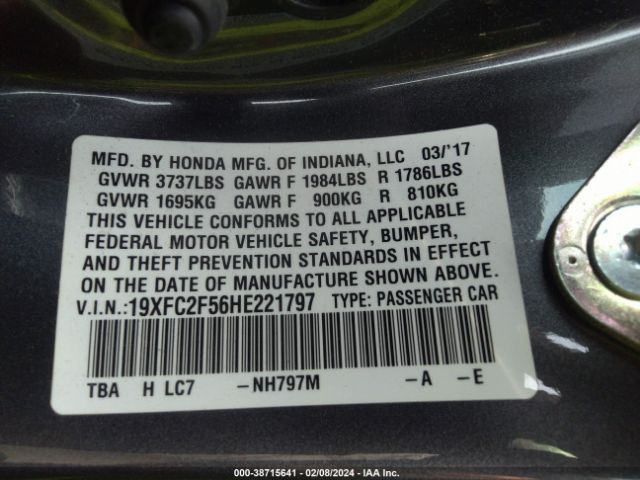 MFD. BY HONDA MFG. OF INDIANA, LLC 03/'17
GVWR 3737LBS GAWR F 1984LBS R 1786LBS
GVWR 1695KG GAWR F 900KG R 810KG
THIS VEHICLE CONFORMS TO ALL APPLICABLE
FEDERAL MOTOR VEHICLE SAFETY, BUMPER,
AND THEFT PREVENTION STANDARDS IN EFFECT
ON THE DATE OF MANUFACTURE SHOWN ABOVE.
V.I.N.:19XFC2F56HE221797 TYPE: PASSENGER CAR
TBA H LC7 -NH797M -A -E
000-38715641 - 02/08/2024 - IAA Inc.